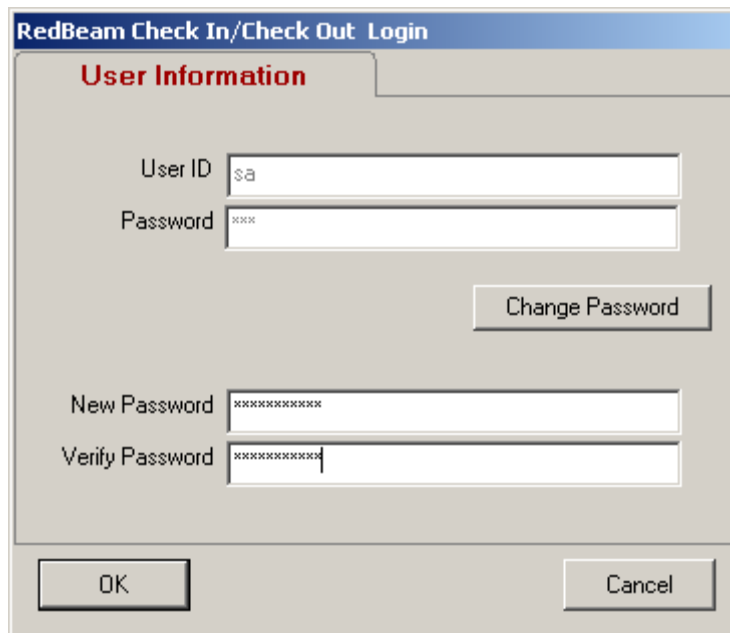 RedBeam Check In/Check Out Login
User Information
User ID sa
Password ***
Change Password
New Password ***********
Verify Password ***********
OK Cancel